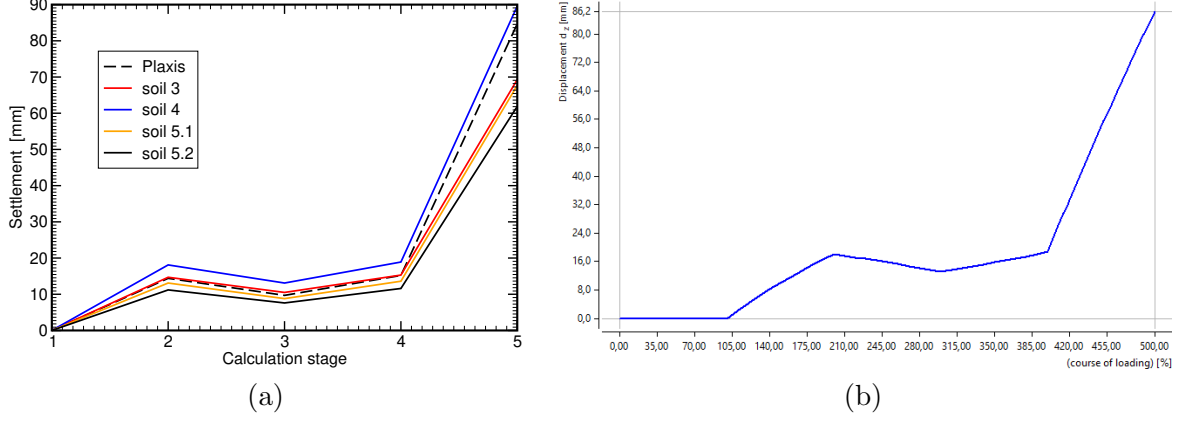 90
80
70
60
50
40
30
20
10
0
Settlement [mm]
Plaxis
soil 3
soil 4
soil 5.1
soil 5.2
1 2 3 4 5
Calculation stage
(a)
Displacement d z [mm]
86,2
80,0
72,0
64,0
56,0
48,0
40,0
32,0
24,0
16,0
8,0
0,0
0,00 35,00 70,00 105,00 140,00 175,00 210,00 245,00 280,00 315,00 350,00 385,00 420,00 455,00 500,00
(course of loading) [%]
(b)